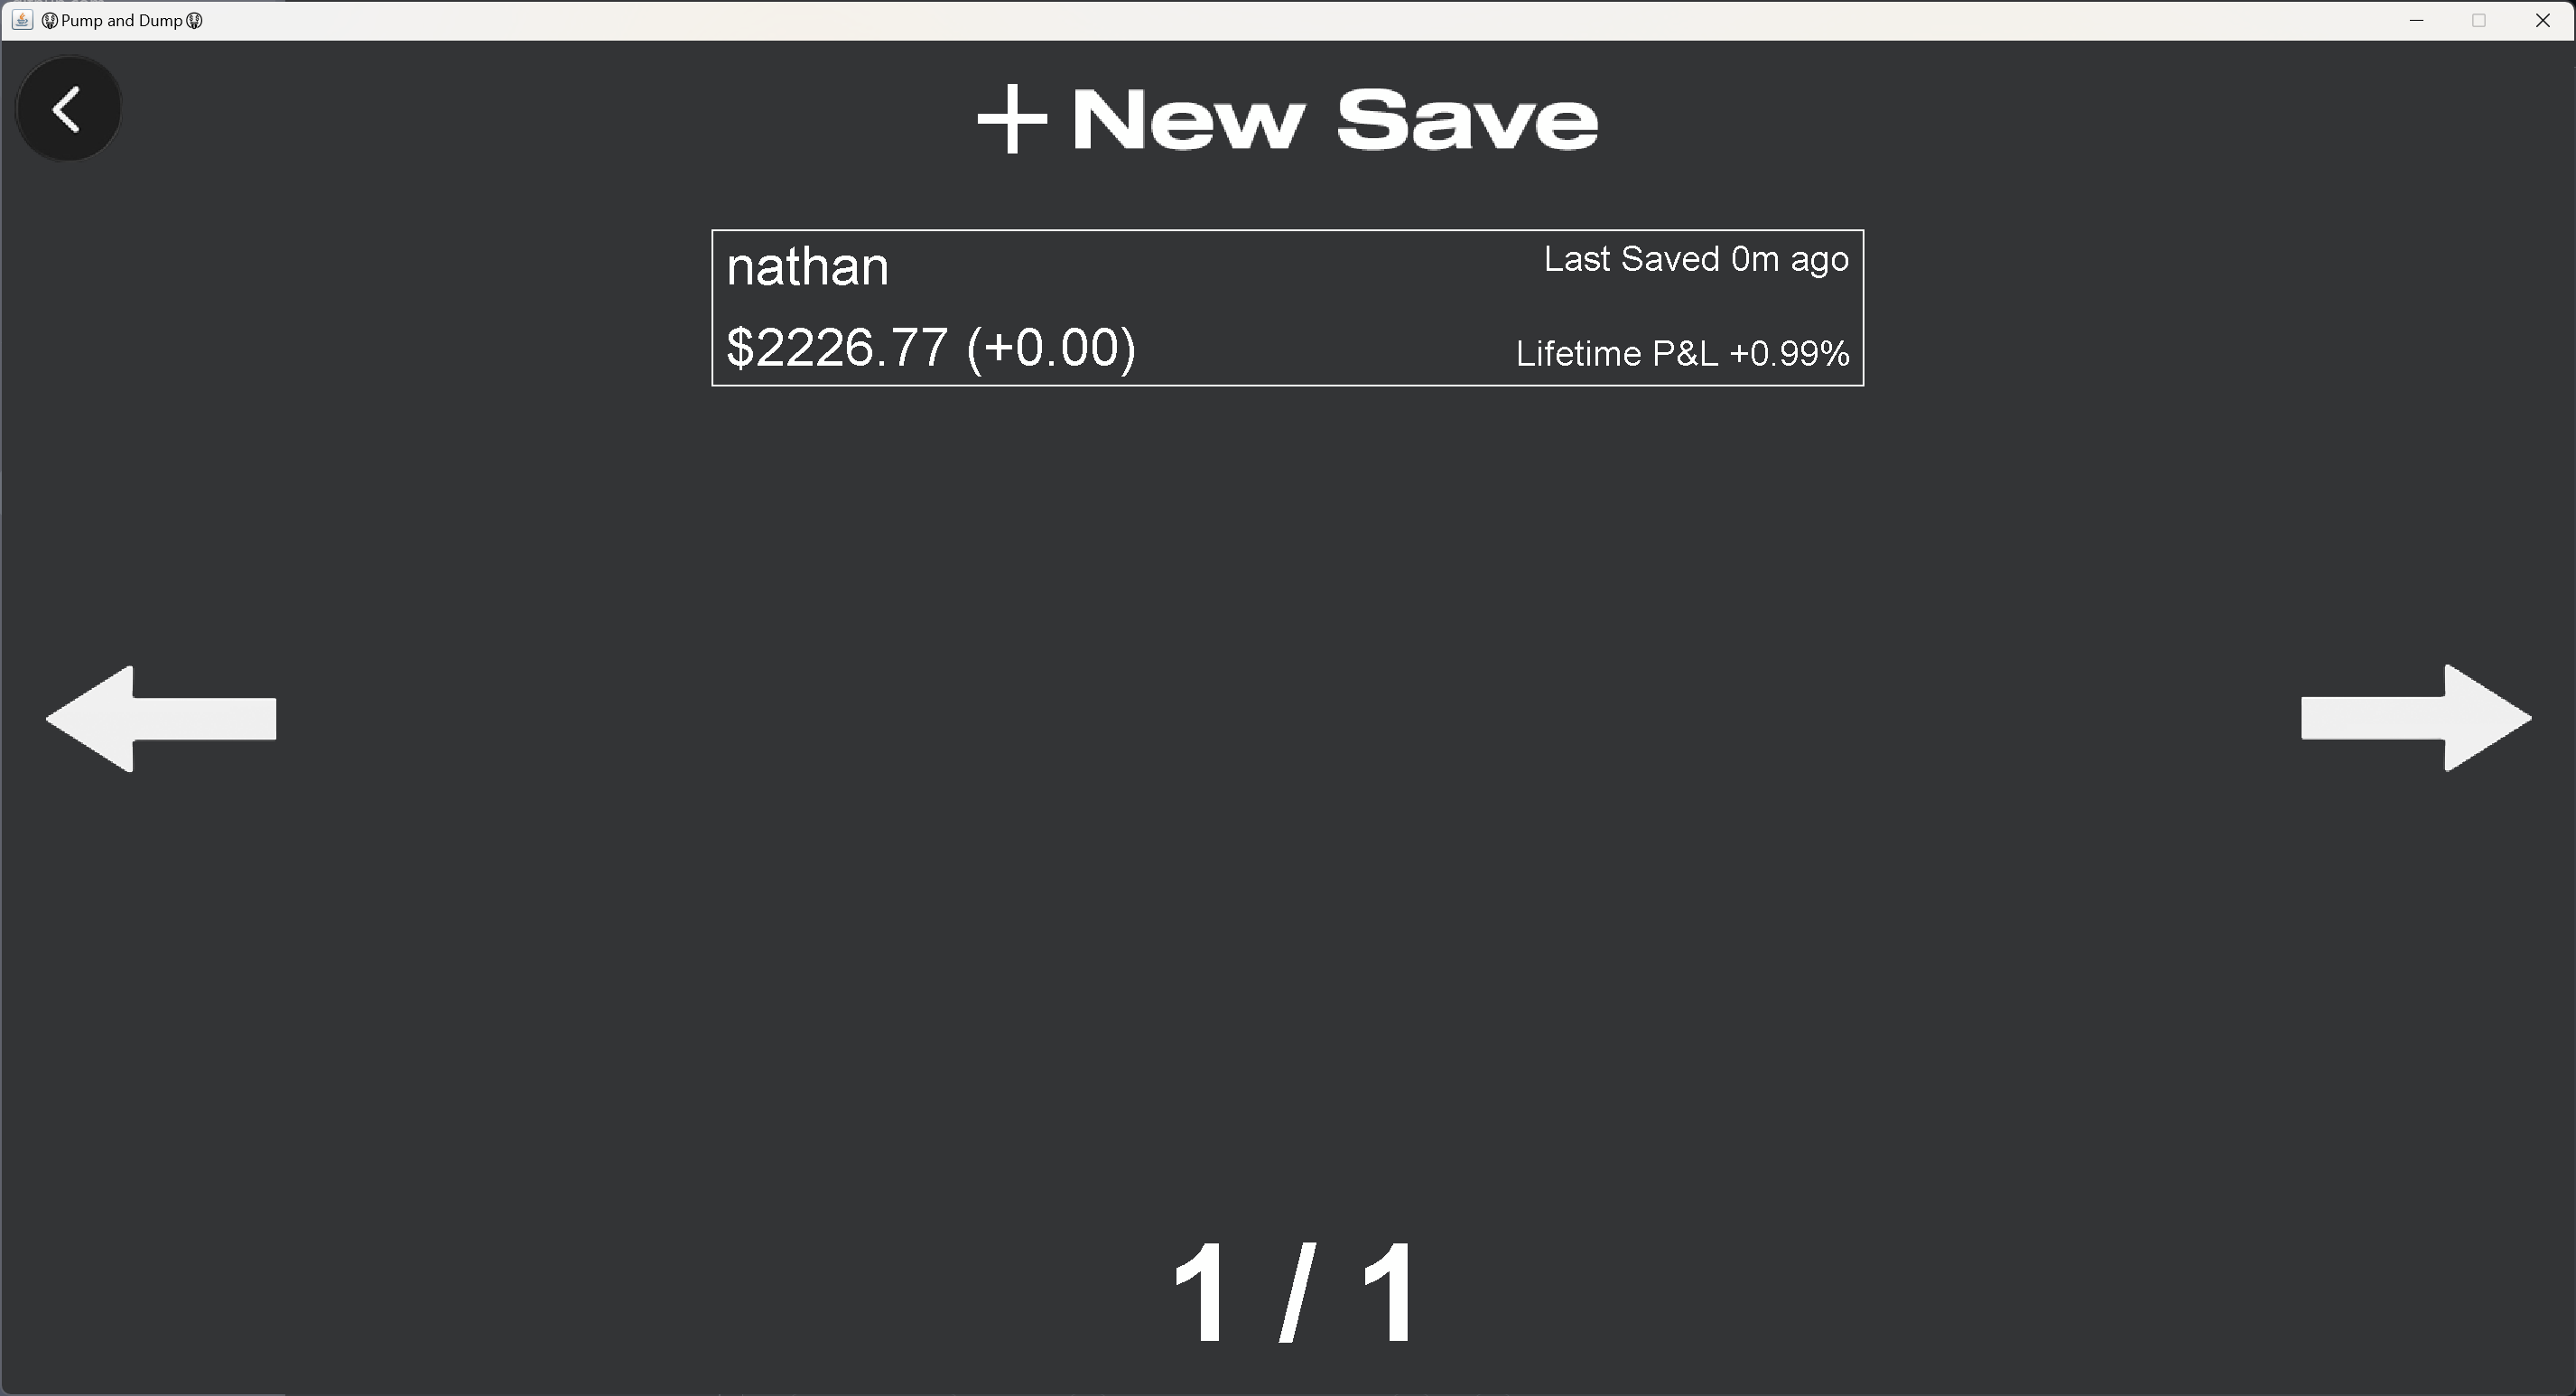 🤑Pump and Dump🤑
+ New Save
nathan
Last Saved 0m ago
$2226.77 (+0.00)
Lifetime P&L +0.99%
1 / 1